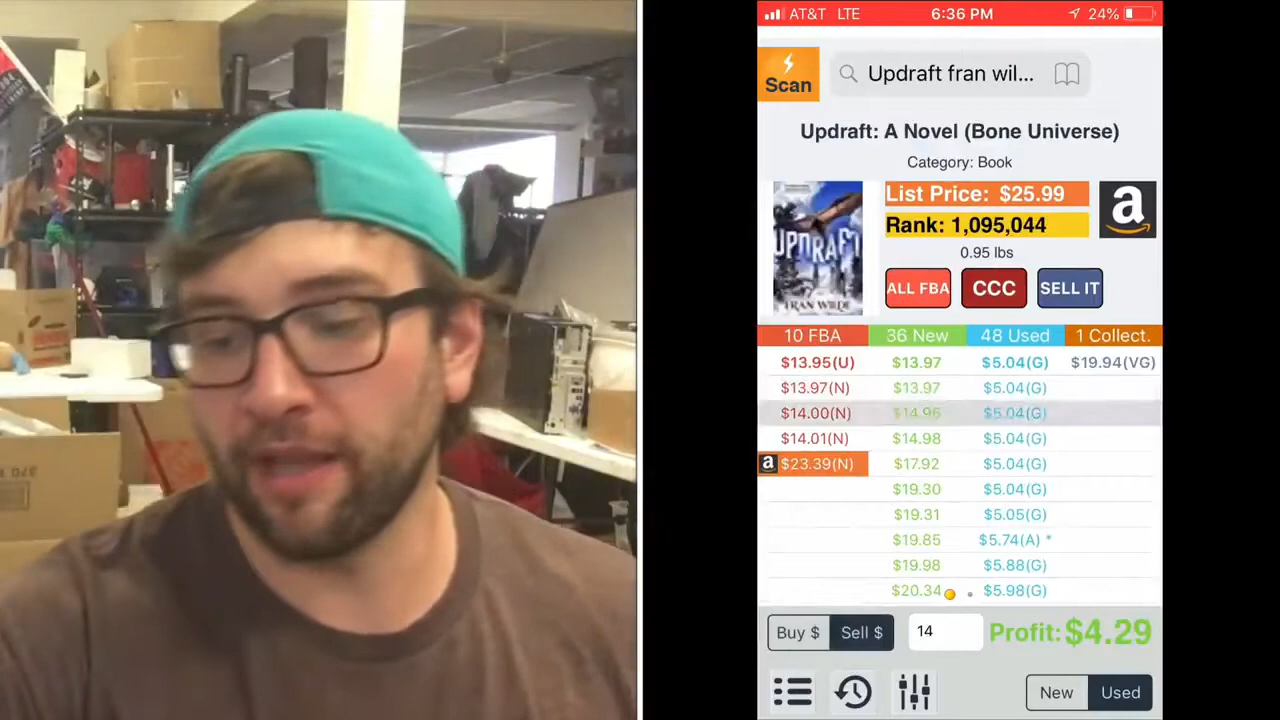 AT&T LTE 6:36 PM 24%
Scan
Updraft fran wil...
Updraft: A Novel (Bone Universe)
Category: Book
List Price: $25.99
Rank: 1,095,044
0.95 lbs
UPDRAFT
FRAN WILDE
a
ALL FBA CCC SELL IT
10 FBA 36 New 48 Used 1 Collect.
$13.95(U) $13.97 $5.04(G) $19.94(VG)
$13.97(N) $13.97 $5.04(G)
$14.00(N) $14.96 $5.04(G)
$14.01(N) $14.98 $5.04(G)
a $23.39(N) $17.92 $5.04(G)
$19.30 $5.04(G)
$19.31 $5.05(G)
$19.85 $5.74(A) *
$19.98 $5.88(G)
$20.34 $5.98(G)
Buy $ Sell $ 14 Profit: $4.29
New Used